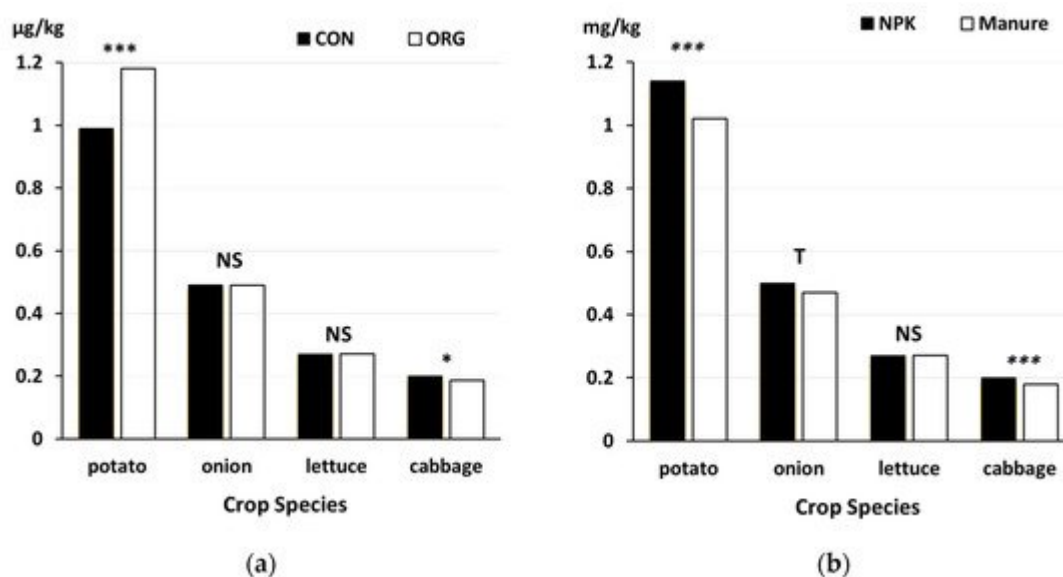 µg/kg
CON ORG
***
1.2
1
0.8
0.6
0.4
0.2
0
NS
NS
*
potato onion lettuce cabbage
Crop Species
(a)
mg/kg
NPK Manure
***
1.2
1
0.8
0.6
0.4
0.2
0
T
NS
***
potato onion lettuce cabbage
Crop Species
(b)